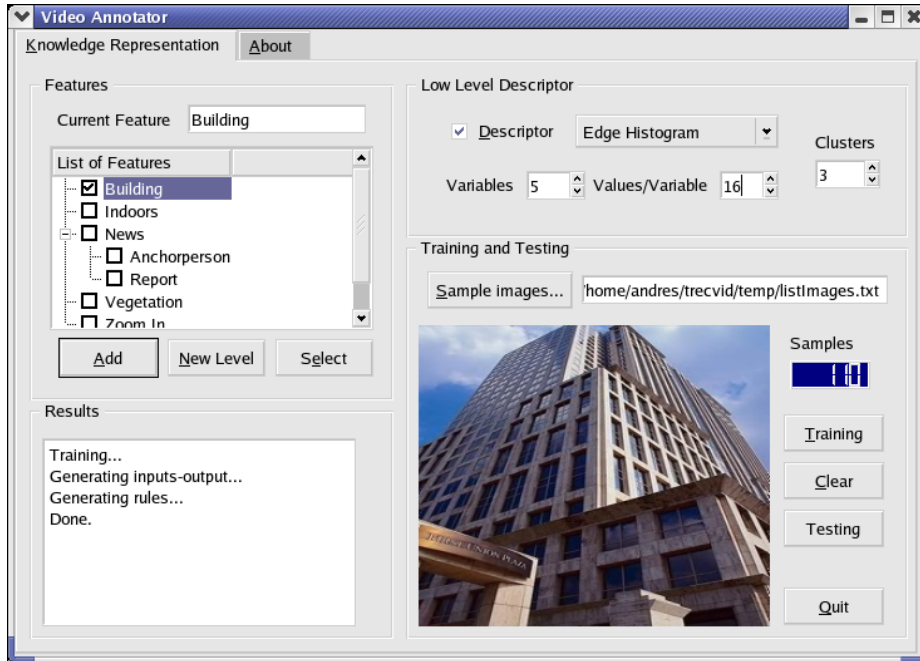 Video Annotator
Knowledge Representation
About
Features
Current Feature Building
List of Features
Building
Indoors
News
Anchorperson
Report
Vegetation
Zoom In
Add New Level Select
Results
Training...
Generating inputs-output...
Generating rules...
Done.
Low Level Descriptor
Descriptor Edge Histogram
Clusters
3
Variables 5 Values/Variable 16
Training and Testing
Sample images... /home/andres/trecvid/temp/listImages.txt
Samples
Training
Clear
Testing
Quit
FIRST UNION PLAZA